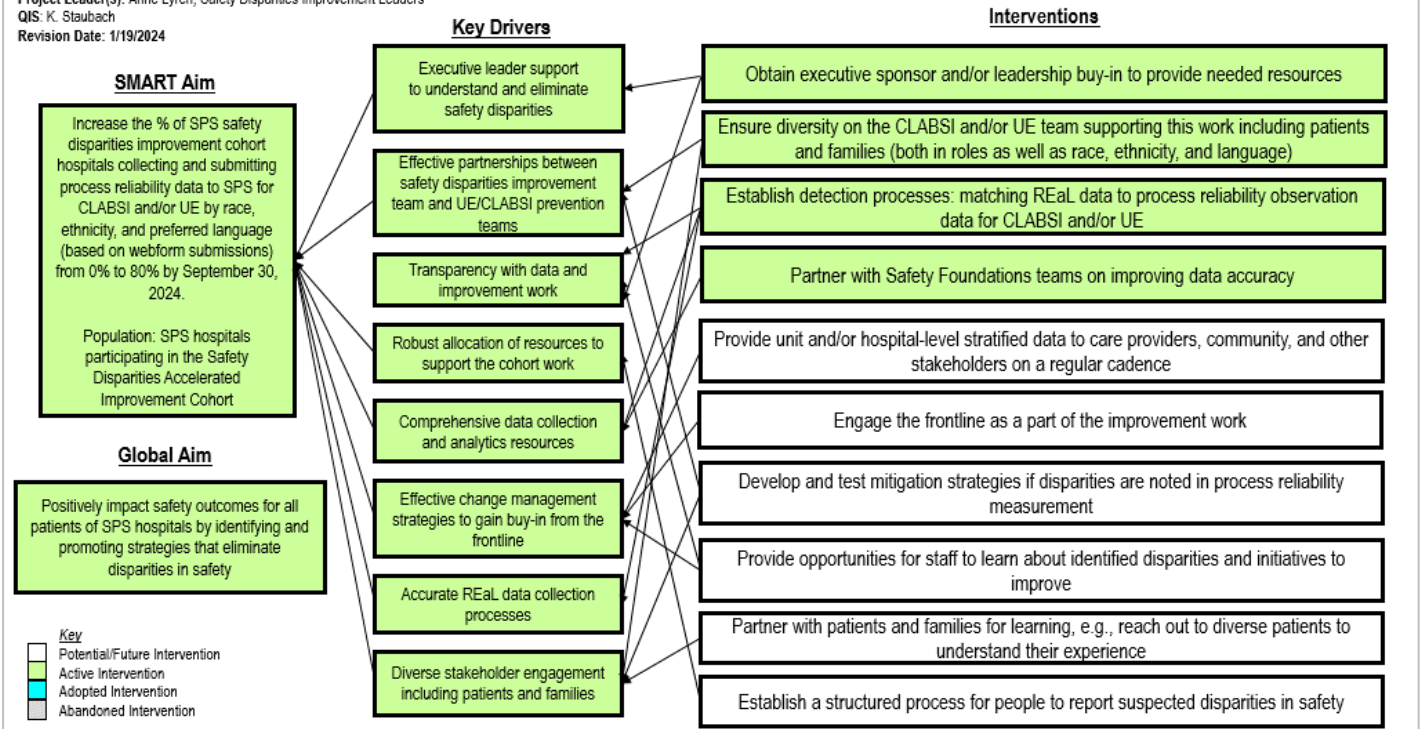 Project Leader(s): Anne Lyren, Safety Disparities Improvement Leaders
QIS: K. Staubach
Revision Date: 1/19/2024
SMART Aim
Increase the % of SPS safety
disparities improvement cohort
hospitals collecting and submitting
process reliability data to SPS for
CLABSI and/or UE by race,
ethnicity, and preferred language
(based on webform submissions)
from 0% to 80% by September 30,
2024.
Population: SPS hospitals
participating in the Safety
Disparities Accelerated
Improvement Cohort
Global Aim
Positively impact safety outcomes for all
patients of SPS hospitals by identifying and
promoting strategies that eliminate
disparities in safety
Key
Potential/Future Intervention
Active Intervention
Adopted Intervention
Abandoned Intervention
Key Drivers
Executive leader support
to understand and eliminate
safety disparities
Effective partnerships between
safety disparities improvement
team and UE/CLABSI prevention
teams
Transparency with data and
improvement work
Robust allocation of resources to
support the cohort work
Comprehensive data collection
and analytics resources
Effective change management
strategies to gain buy-in from the
frontline
Accurate REaL data collection
processes
Diverse stakeholder engagement
including patients and families
Interventions
Obtain executive sponsor and/or leadership buy-in to provide needed resources
Ensure diversity on the CLABSI and/or UE team supporting this work including patients
and families (both in roles as well as race, ethnicity, and language)
Establish detection processes: matching REaL data to process reliability observation
data for CLABSI and/or UE
Partner with Safety Foundations teams on improving data accuracy
Provide unit and/or hospital-level stratified data to care providers, community, and other
stakeholders on a regular cadence
Engage the frontline as a part of the improvement work
Develop and test mitigation strategies if disparities are noted in process reliability
measurement
Provide opportunities for staff to learn about identified disparities and initiatives to
improve
Partner with patients and families for learning, e.g., reach out to diverse patients to
understand their experience
Establish a structured process for people to report suspected disparities in safety